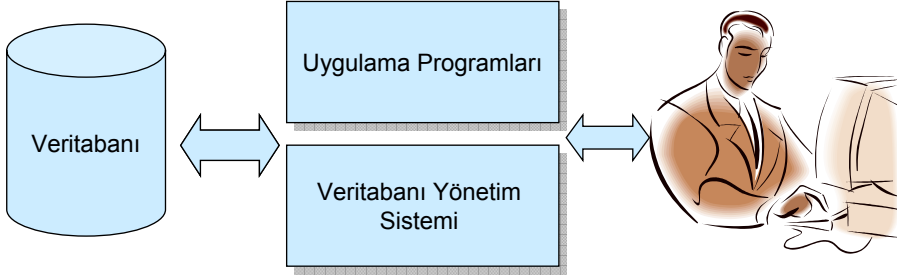 Veritabanı
Uygulama Programları
Veritabanı Yönetim
Sistemi